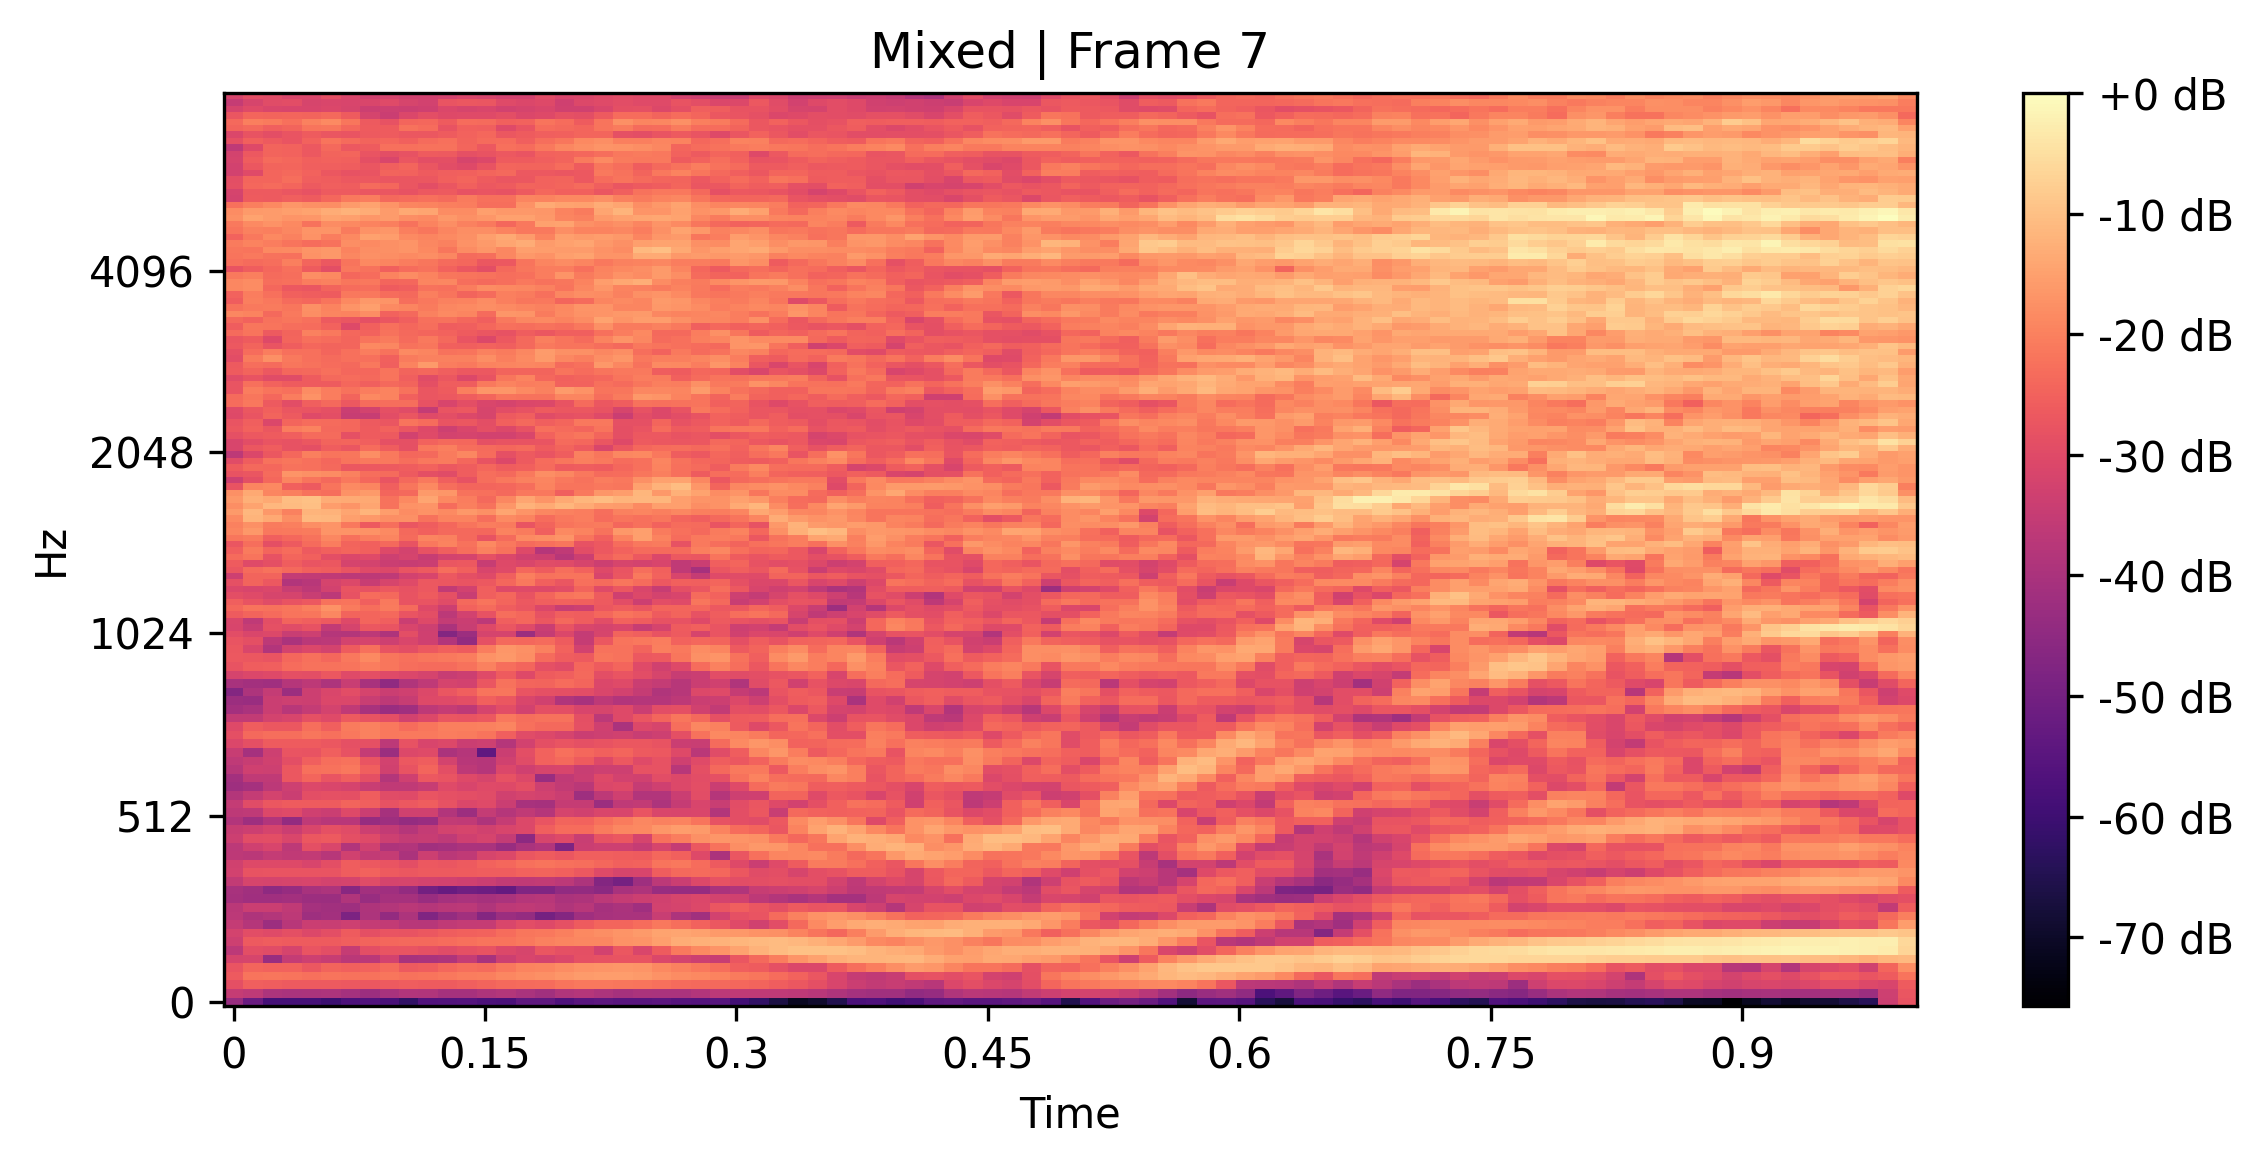 Mixed | Frame 7
+0 dB
-10 dB
-20 dB
-30 dB
-40 dB
-50 dB
-60 dB
-70 dB
4096
2048
1024
512
0
Hz
0 0.15 0.3 0.45 0.6 0.75 0.9
Time